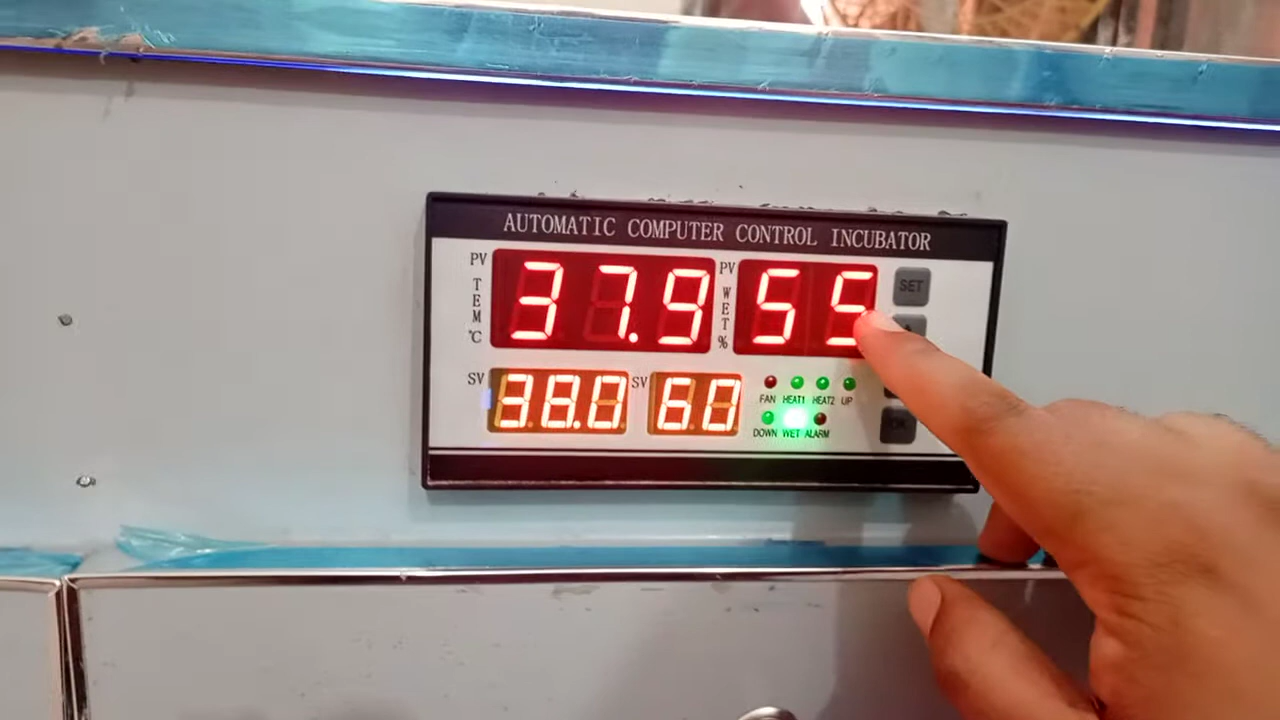 AUTOMATIC COMPUTER CONTROL INCUBATOR
PV TEM °C 37.9 PV WET % 55 SET
SV 38.0 SV 60
FAN HEAT1 HEAT2 UP
DOWN WET ALARM